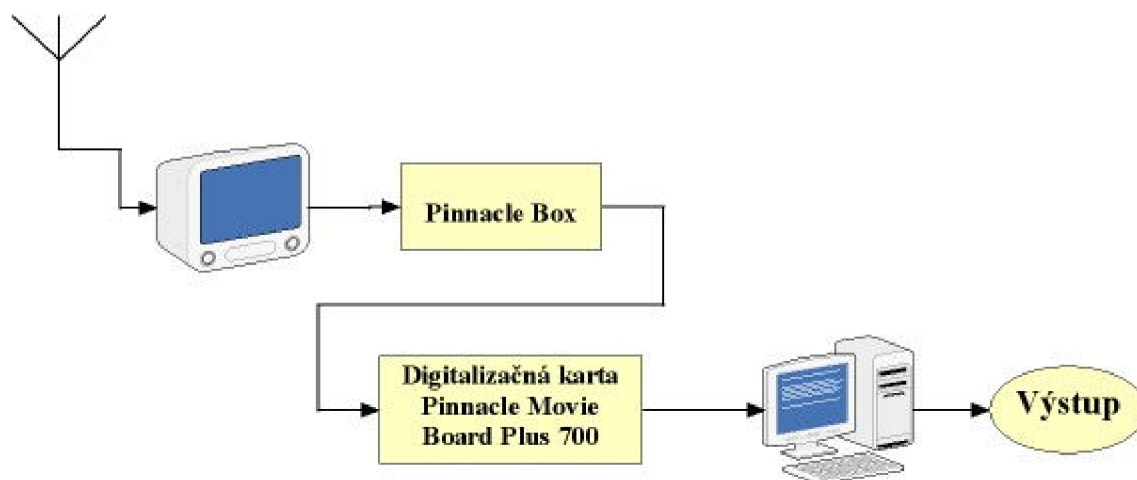 Pinnacle Box
Digitalizačná karta
Pinnacle Movie
Board Plus 700
Výstup